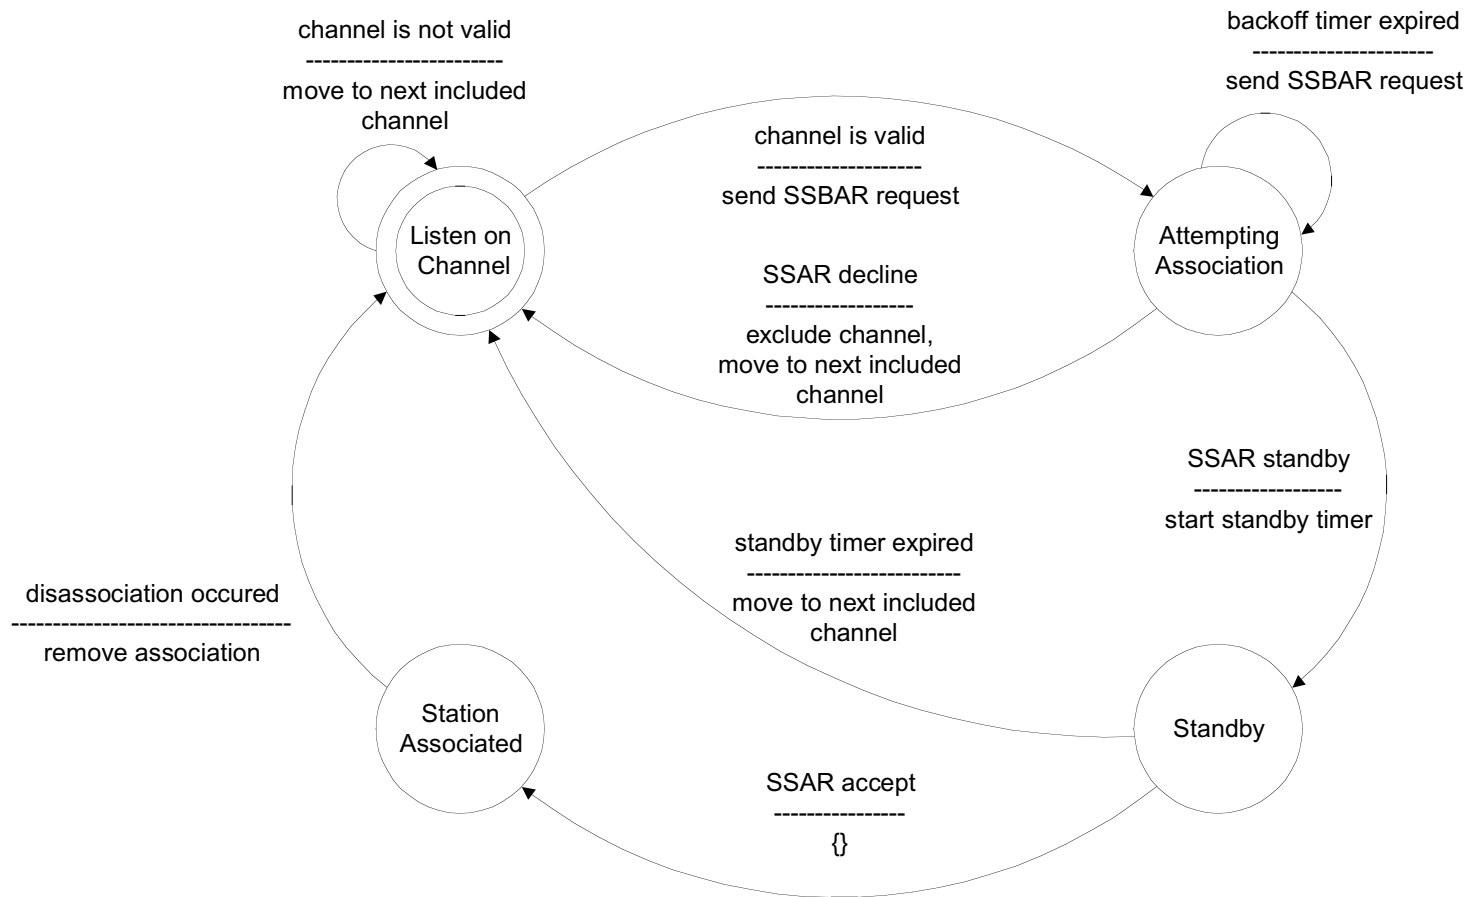 channel is not valid
------------------------
move to next included
channel
backoff timer expired
----------------------
send SSBAR request
channel is valid
--------------------
send SSBAR request
Listen on
Channel
Attempting
Association
SSAR decline
------------------
exclude channel,
move to next included
channel
SSAR standby
------------------
start standby timer
standby timer expired
--------------------------
move to next included
channel
disassociation occured
----------------------------------
remove association
Station
Associated
Standby
SSAR accept
----------------
{}